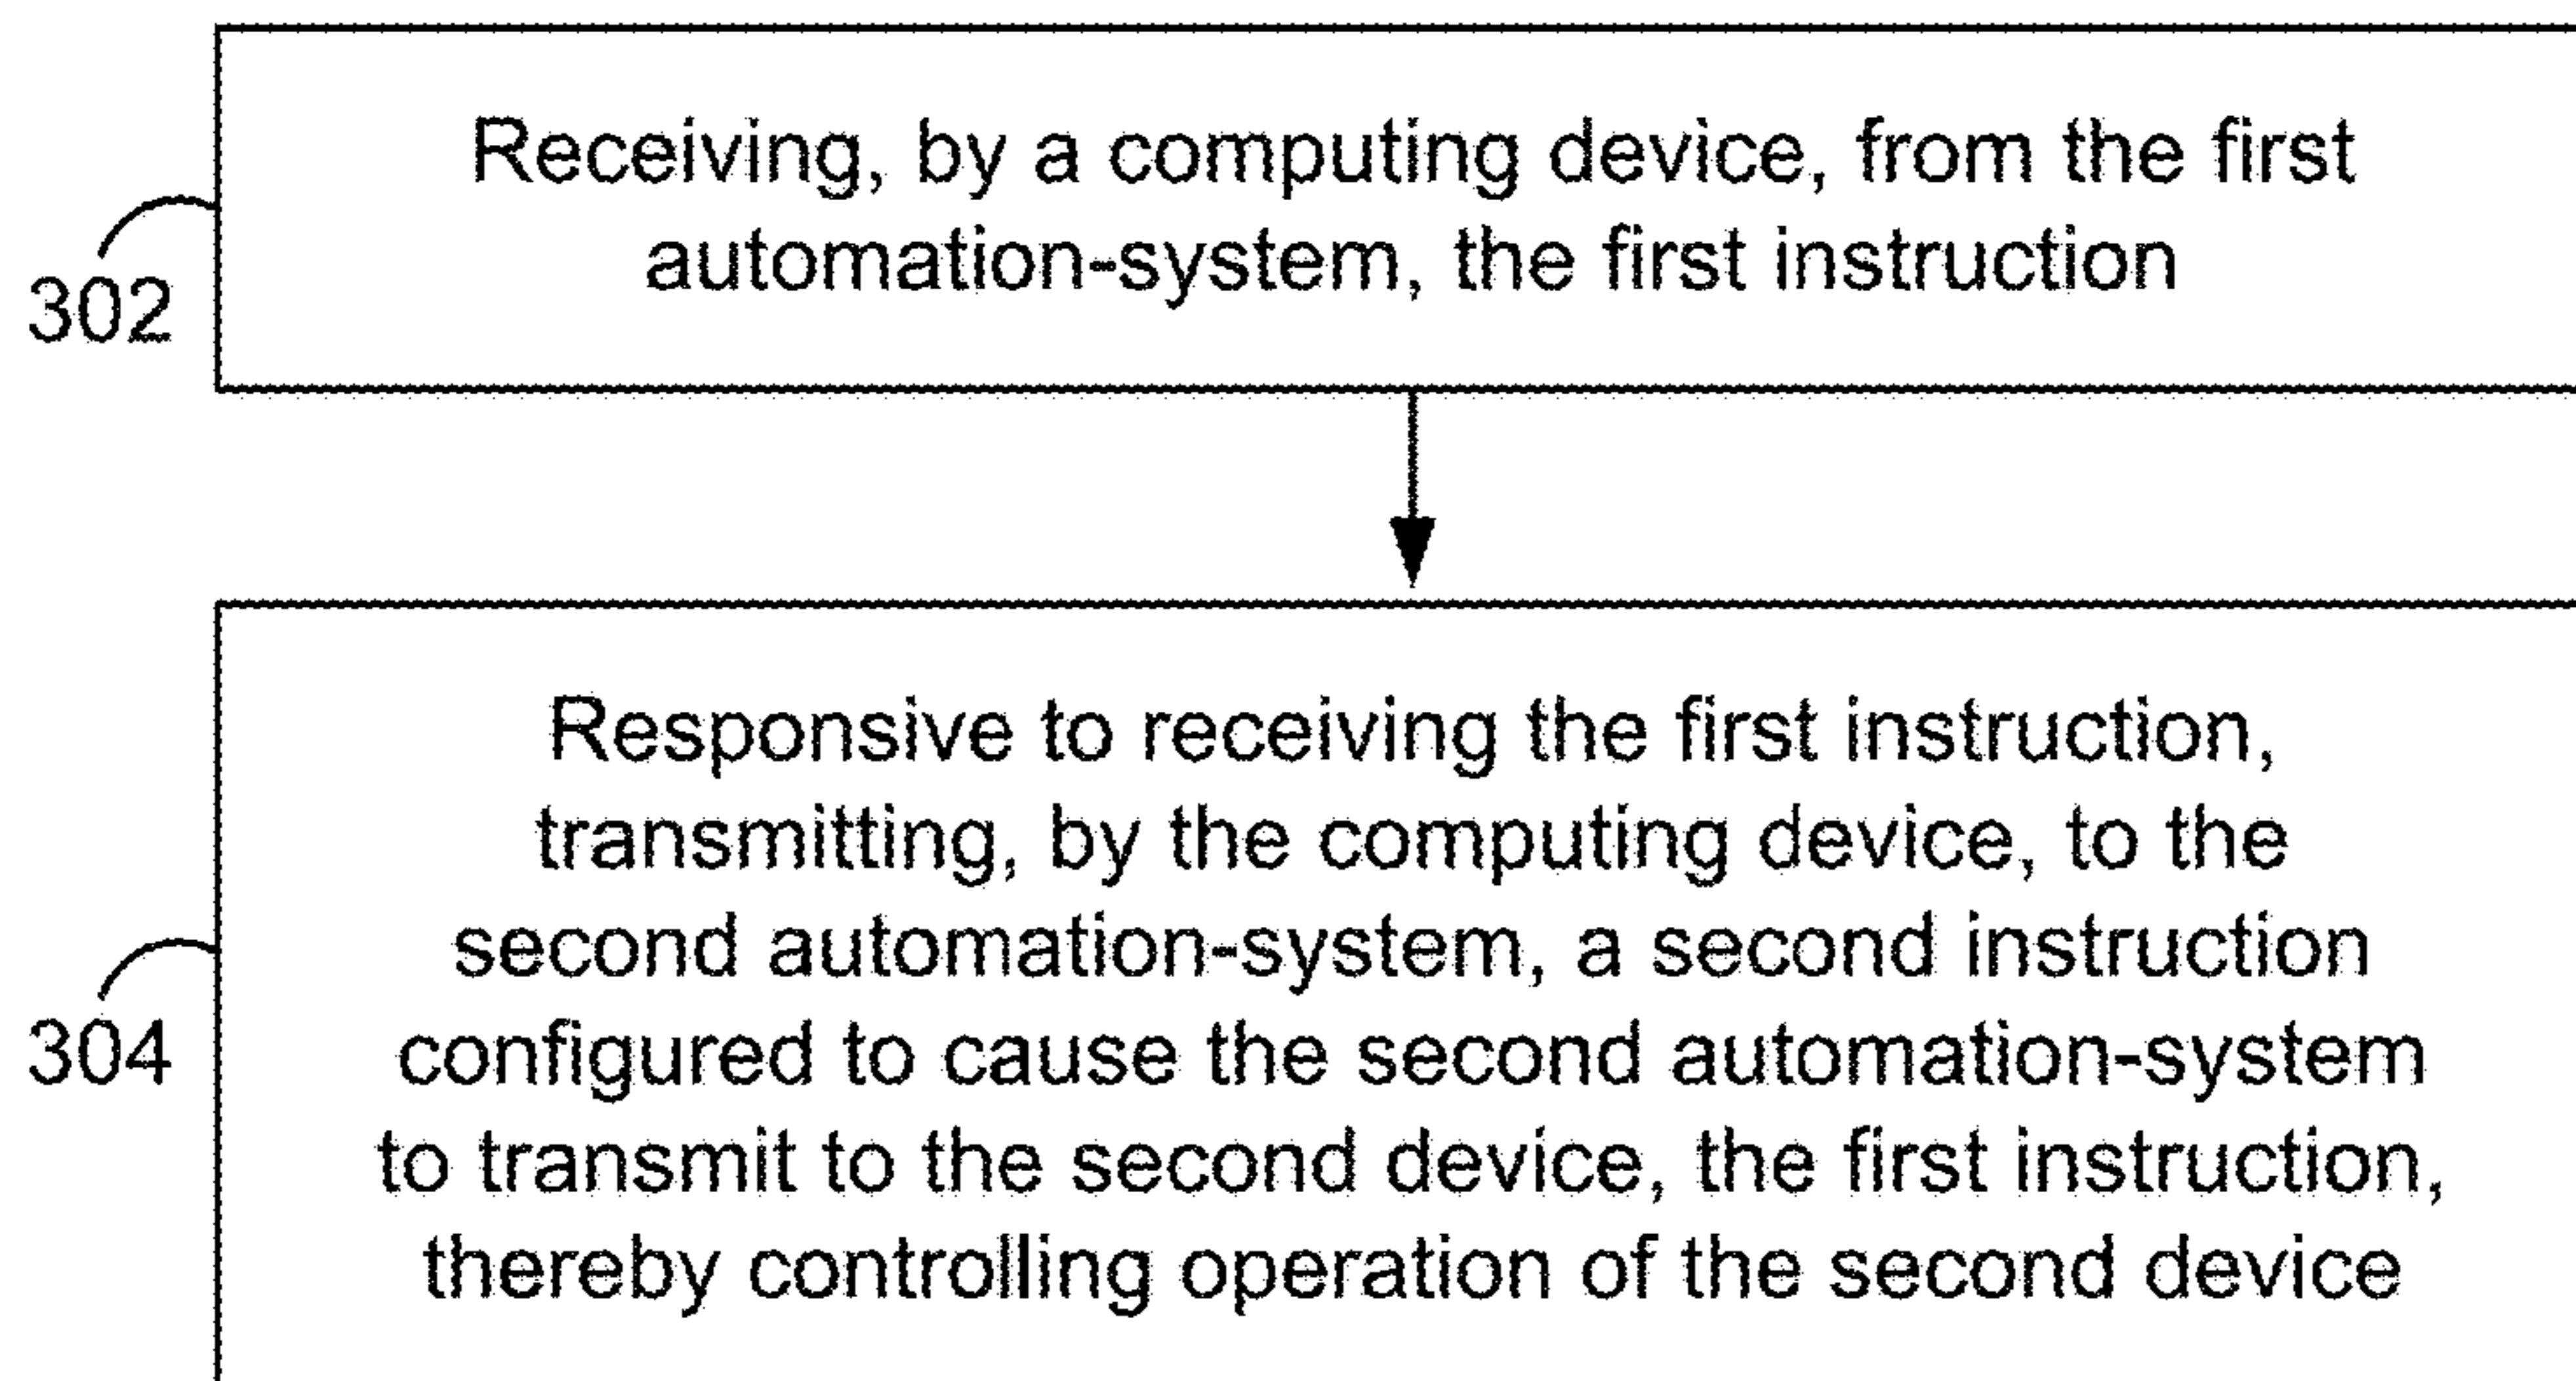 Receiving, by a computing device, from the first
automation-system, the first instruction
302
Responsive to receiving the first instruction,
transmitting, by the computing device, to the
second automation-system, a second instruction
configured to cause the second automation-system
to transmit to the second device, the first instruction,
thereby controlling operation of the second device
304